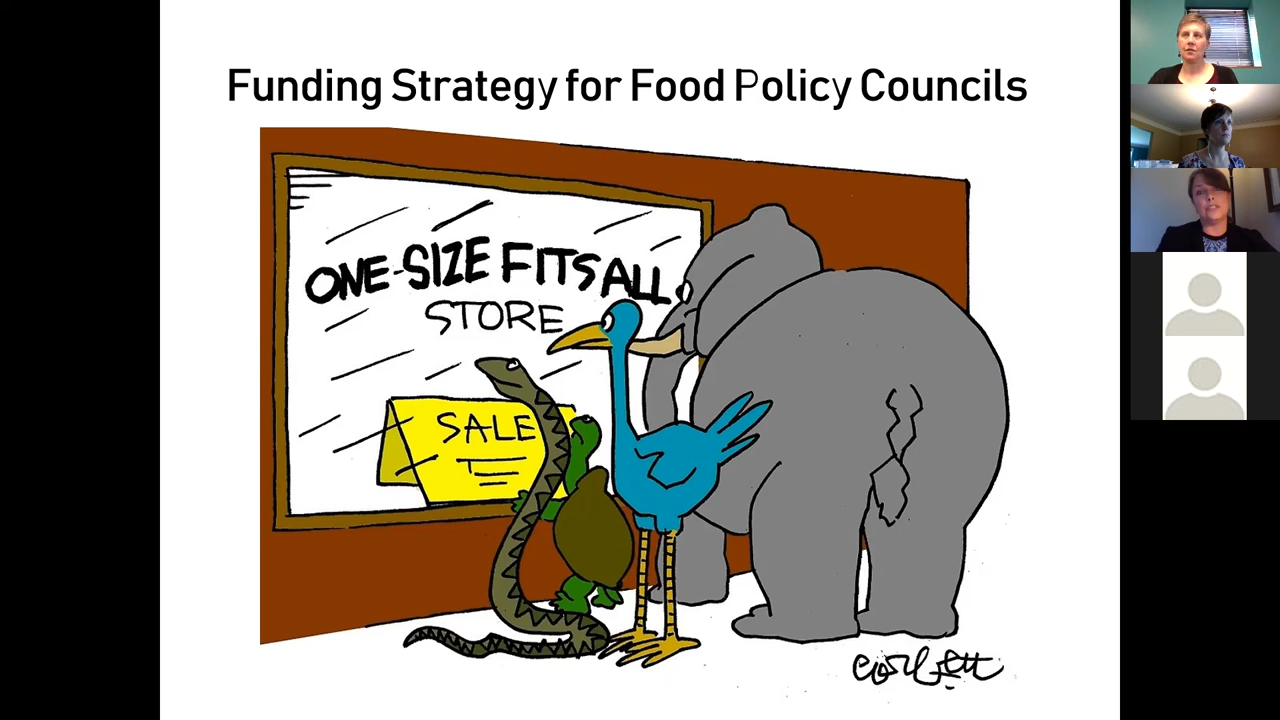 Funding Strategy for Food Policy Councils
ONE-SIZE FITS ALL
STORE
SALE